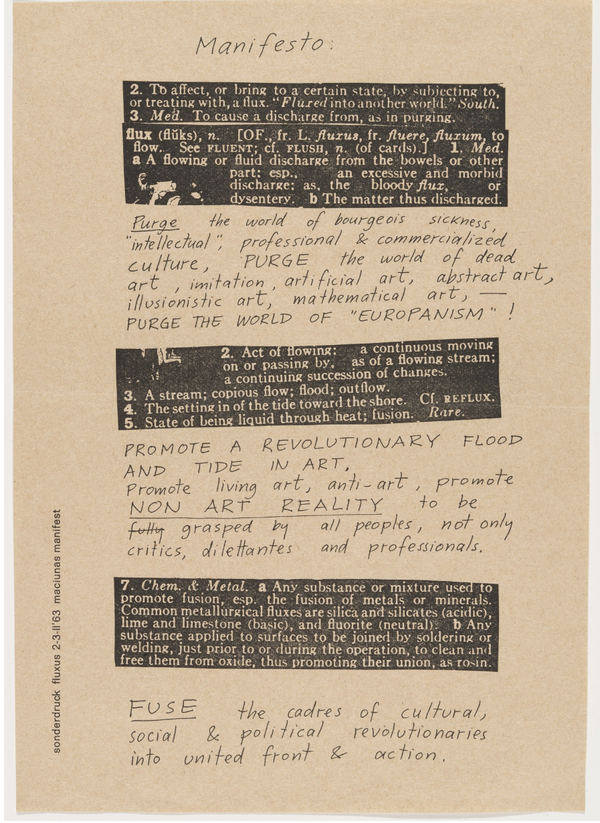 Manifesto:
2. To affect, or bring to a certain state, by subjecting to,
or treating with, a flux. "Fluxed into another world." South.
3. Med. To cause a discharge from, as in purging.
flux (flŭks), n. [OF., fr. L. fluxus, fr. fluere, fluxum, to
flow. See FLUENT; cf. FLUSH, n. (of cards).] 1. Med.
a A flowing or fluid discharge from the bowels or other
part; esp., an excessive and morbid
discharge; as, the bloody flux, or
dysentery. b The matter thus discharged.
Purge the world of bourgeois sickness,
"intellectual", professional & commercialized
culture, PURGE the world of dead
art, imitation, artificial art, abstract art,
illusionistic art, mathematical art, —
PURGE THE WORLD OF "EUROPANISM"!
2. Act of flowing: a continuous moving
on or passing by, as of a flowing stream;
a continuing succession of changes.
3. A stream; copious flow; flood; outflow.
4. The setting in of the tide toward the shore. Cf. REFLUX.
5. State of being liquid through heat; fusion. Rare.
PROMOTE A REVOLUTIONARY FLOOD
AND TIDE IN ART,
Promote living art, anti-art, promote
NON ART REALITY to be
fully grasped by all peoples, not only
critics, dilettantes and professionals.
7. Chem. & Metal. a Any substance or mixture used to
promote fusion, esp. the fusion of metals or minerals.
Common metallurgical fluxes are silica and silicates (acidic),
lime and limestone (basic), and fluorite (neutral). b Any
substance applied to surfaces to be joined by soldering or
welding, just prior to or during the operation, to clean and
free them from oxide, thus promoting their union, as rosin.
FUSE the cadres of cultural,
social & political revolutionaries
into united front & action.
sonderdruck fluxus 2-3-II'63 maciunas manifest